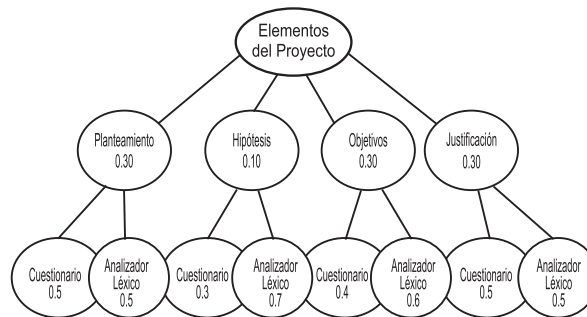 Elementos
del Proyecto
Planteamiento
0.30
Hipótesis
0.10
Objetivos
0.30
Justificación
0.30
Cuestionario
0.5
Analizador
Léxico
0.5
Cuestionario
0.3
Analizador
Léxico
0.7
Cuestionario
0.4
Analizador
Léxico
0.6
Cuestionario
0.5
Analizador
Léxico
0.5